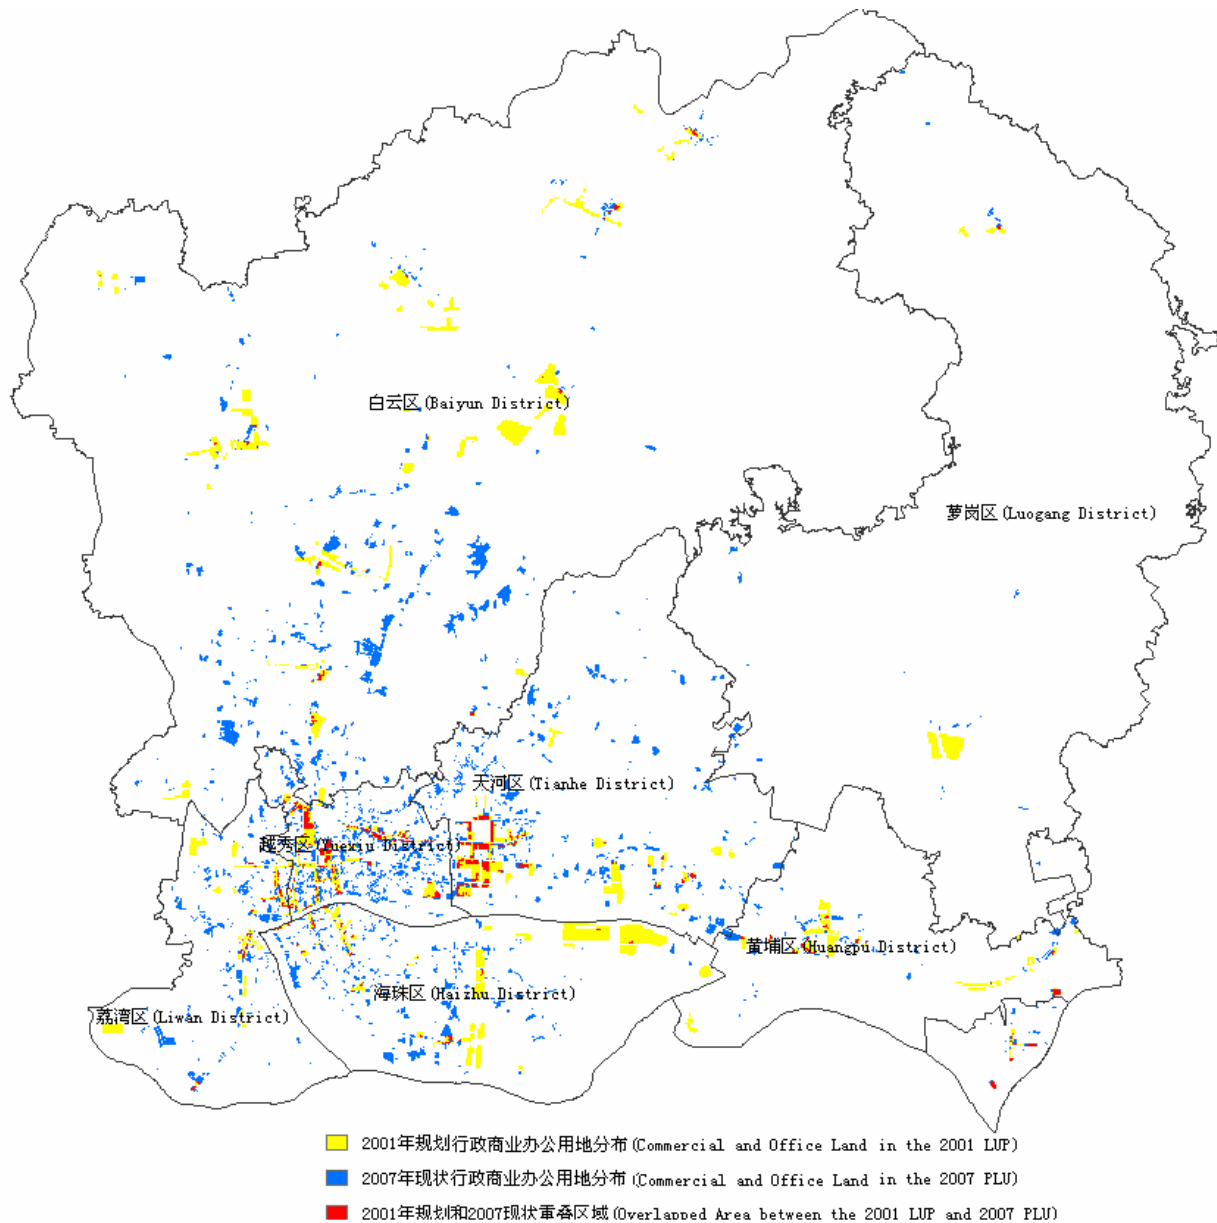 白云区(Baiyun District)
萝岗区(Luogang District)
天河区(Tianhe District)
越秀区(Yuexiu District)
黄埔区(Huangpu District)
海珠区(Haizhu District)
荔湾区(Liwan District)
2001年规划行政商业办公用地分布(Commercial and Office Land in the 2001 LUP)
2007年现状行政商业办公用地分布(Commercial and Office Land in the 2007 PLU)
2001年规划和2007现状重叠区域(Overlapped Area between the 2001 LUP and 2007 PLU)